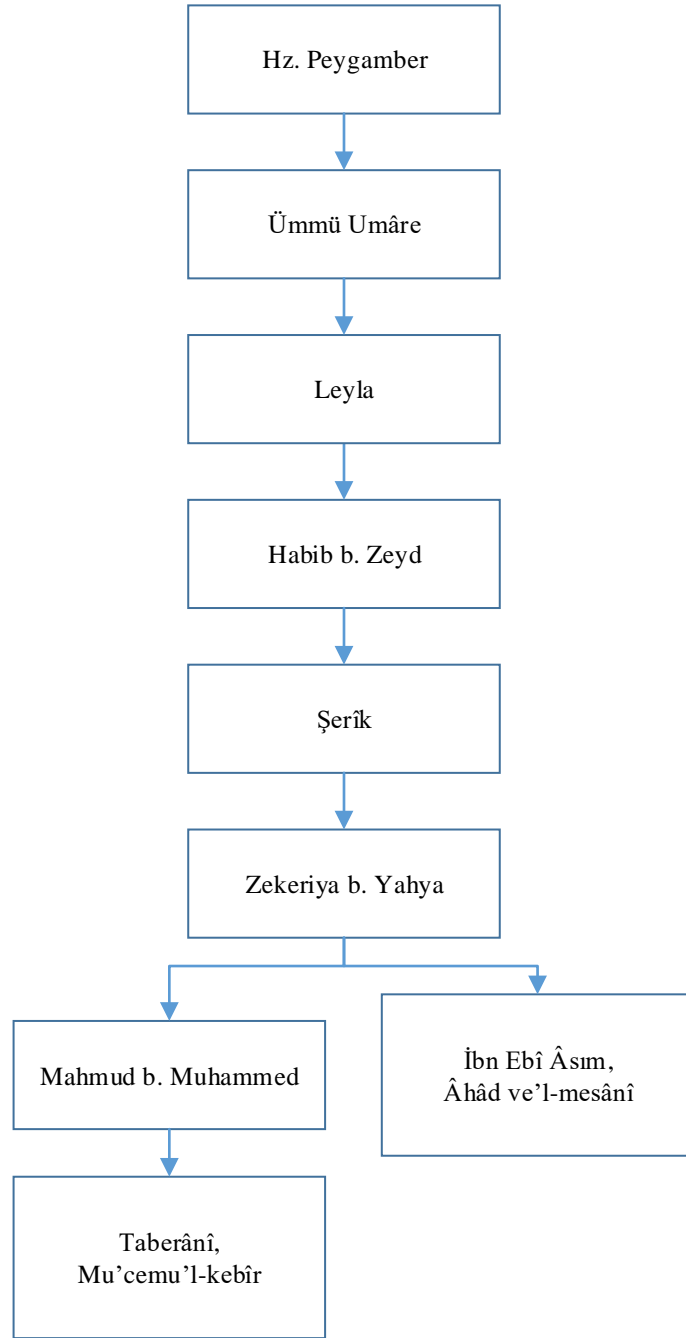 Hz. Peygamber
Ümmü Umâre
Leyla
Habib b. Zeyd
Şerîk
Zekeriya b. Yahya
Mahmud b. Muhammed
İbn Ebî Âsım,
Âhâd ve’l-mesânî
Taberânî,
Mu’cemu’l-kebîr